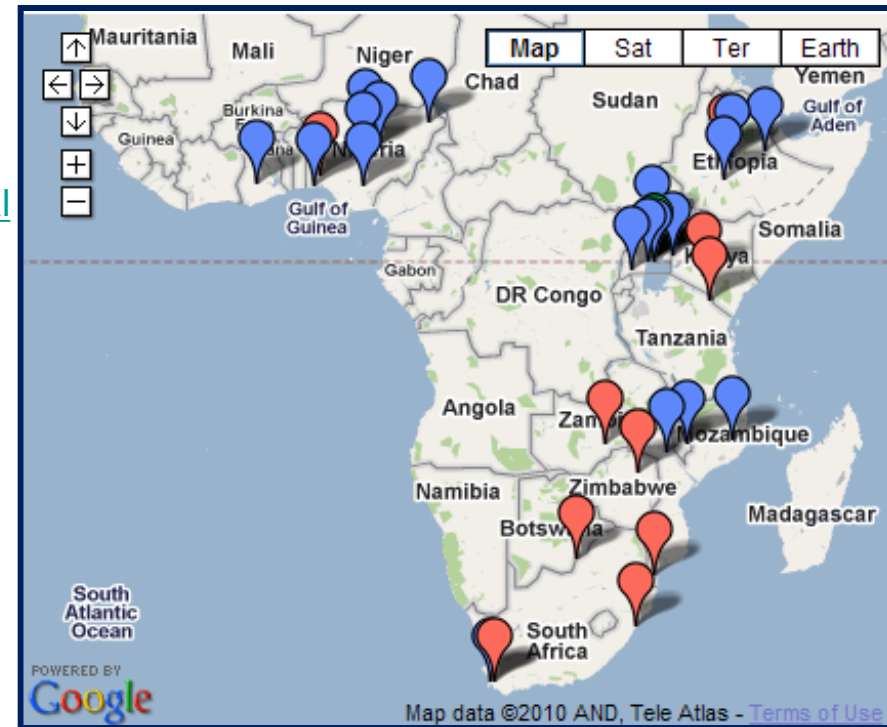 Mauritania
Mali
Niger
Chad
Sudan
Map
Sat
Ter
Earth
Yemen
Gulf of
Aden
Burkina
Guinea
Ethiopia
Gulf of
Guinea
Somalia
Gabon
DR Congo
Tanzania
Angola
Mozambique
Namibia
Zimbabwe
Madagascar
South
Atlantic
Ocean
South
Africa
POWERED BY
Google
Map data ©2010 AND, Tele Atlas - Terms of Use